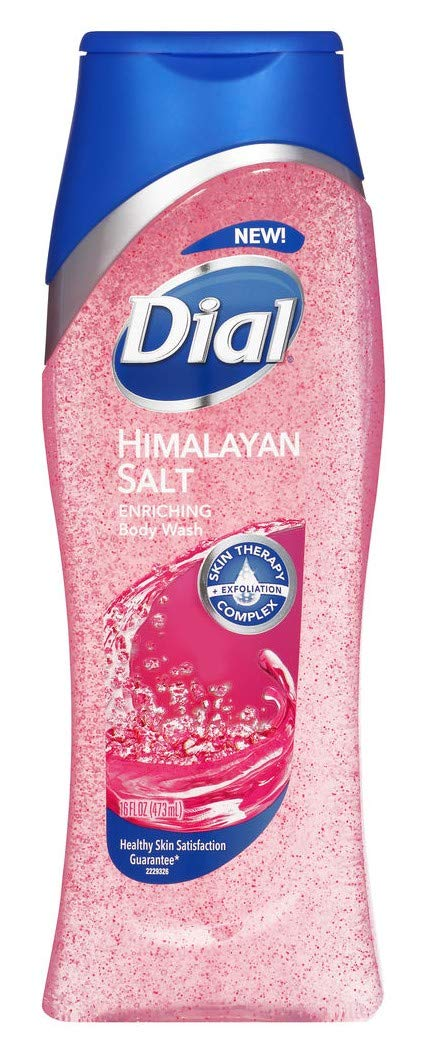 NEW!
Dial
HIMALAYAN
SALT
ENRICHING
Body Wash
SKIN THERAPY
+ EXFOLIATION
COMPLEX
16 FL OZ (473 mL)
Healthy Skin Satisfaction
Guarantee*
2229326